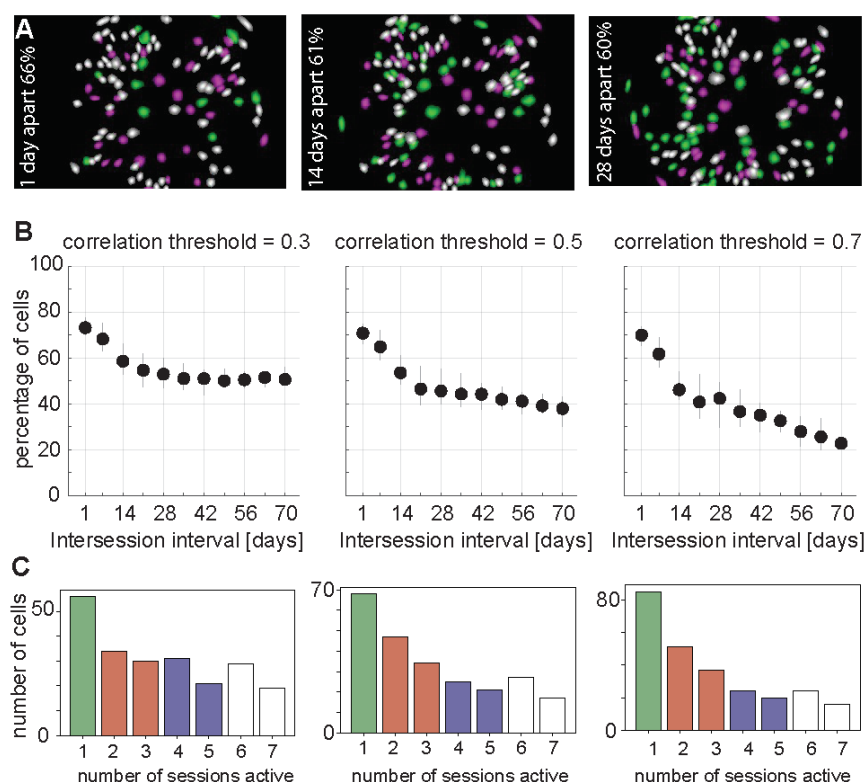 A
1 day apart 66%
14 days apart 61%
28 days apart 60%
B
correlation threshold = 0.3
correlation threshold = 0.5
correlation threshold = 0.7
percentage of cells
100
80
60
40
20
0
1 14 28 42 56 70
1 14 28 42 56 70
1 14 28 42 56 70
Intersession interval [days]
Intersession interval [days]
Intersession interval [days]
C
number of cells
50
0
70
0
80
0
1 2 3 4 5 6 7
1 2 3 4 5 6 7
1 2 3 4 5 6 7
number of sessions active
number of sessions active
number of sessions active